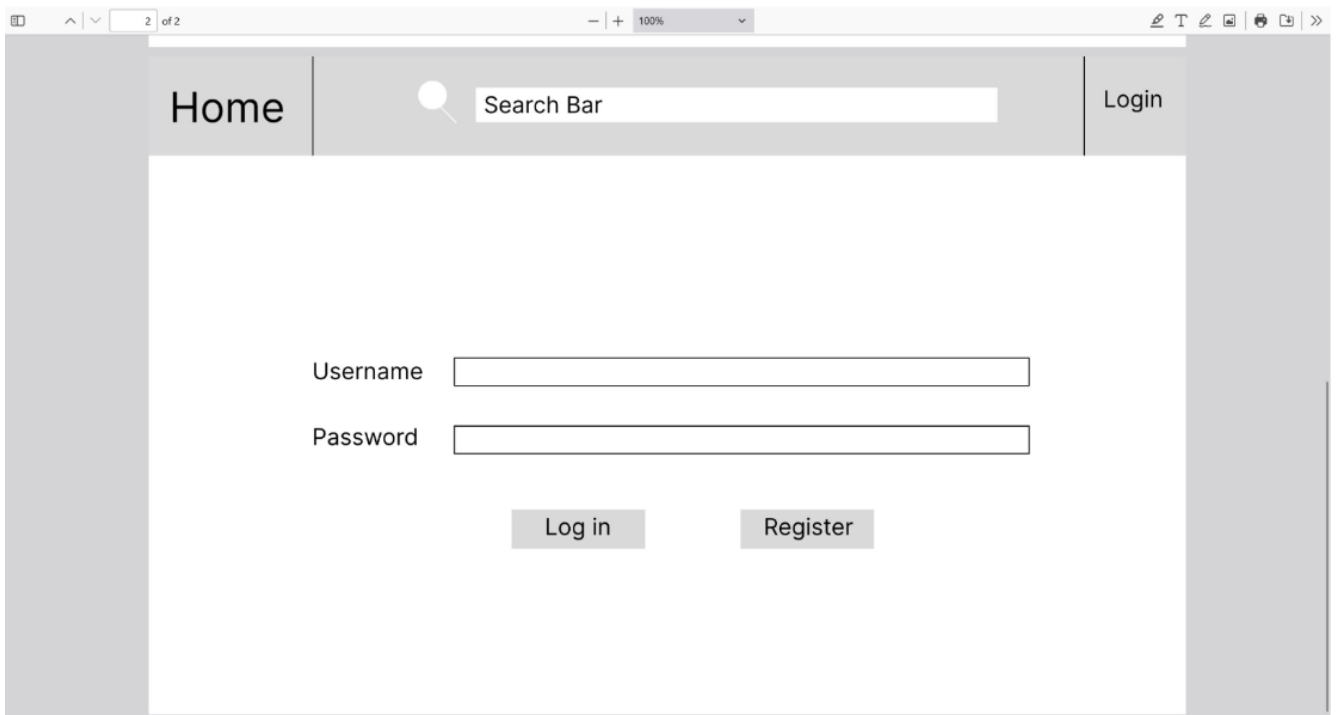 2 of 2 100%
Home Search Bar Login
Username
Password
Log in Register